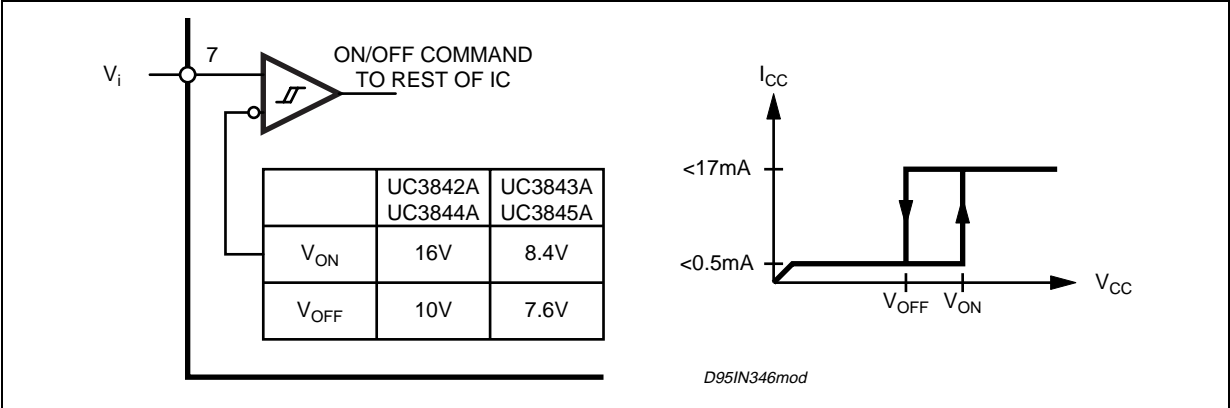 7
V_i
ON/OFF COMMAND
TO REST OF IC
UC3842A UC3843A
UC3844A UC3845A
V_ON 16V 8.4V
V_OFF 10V 7.6V
I_CC
<17mA
<0.5mA
V_OFF V_ON
V_CC
D95IN346mod